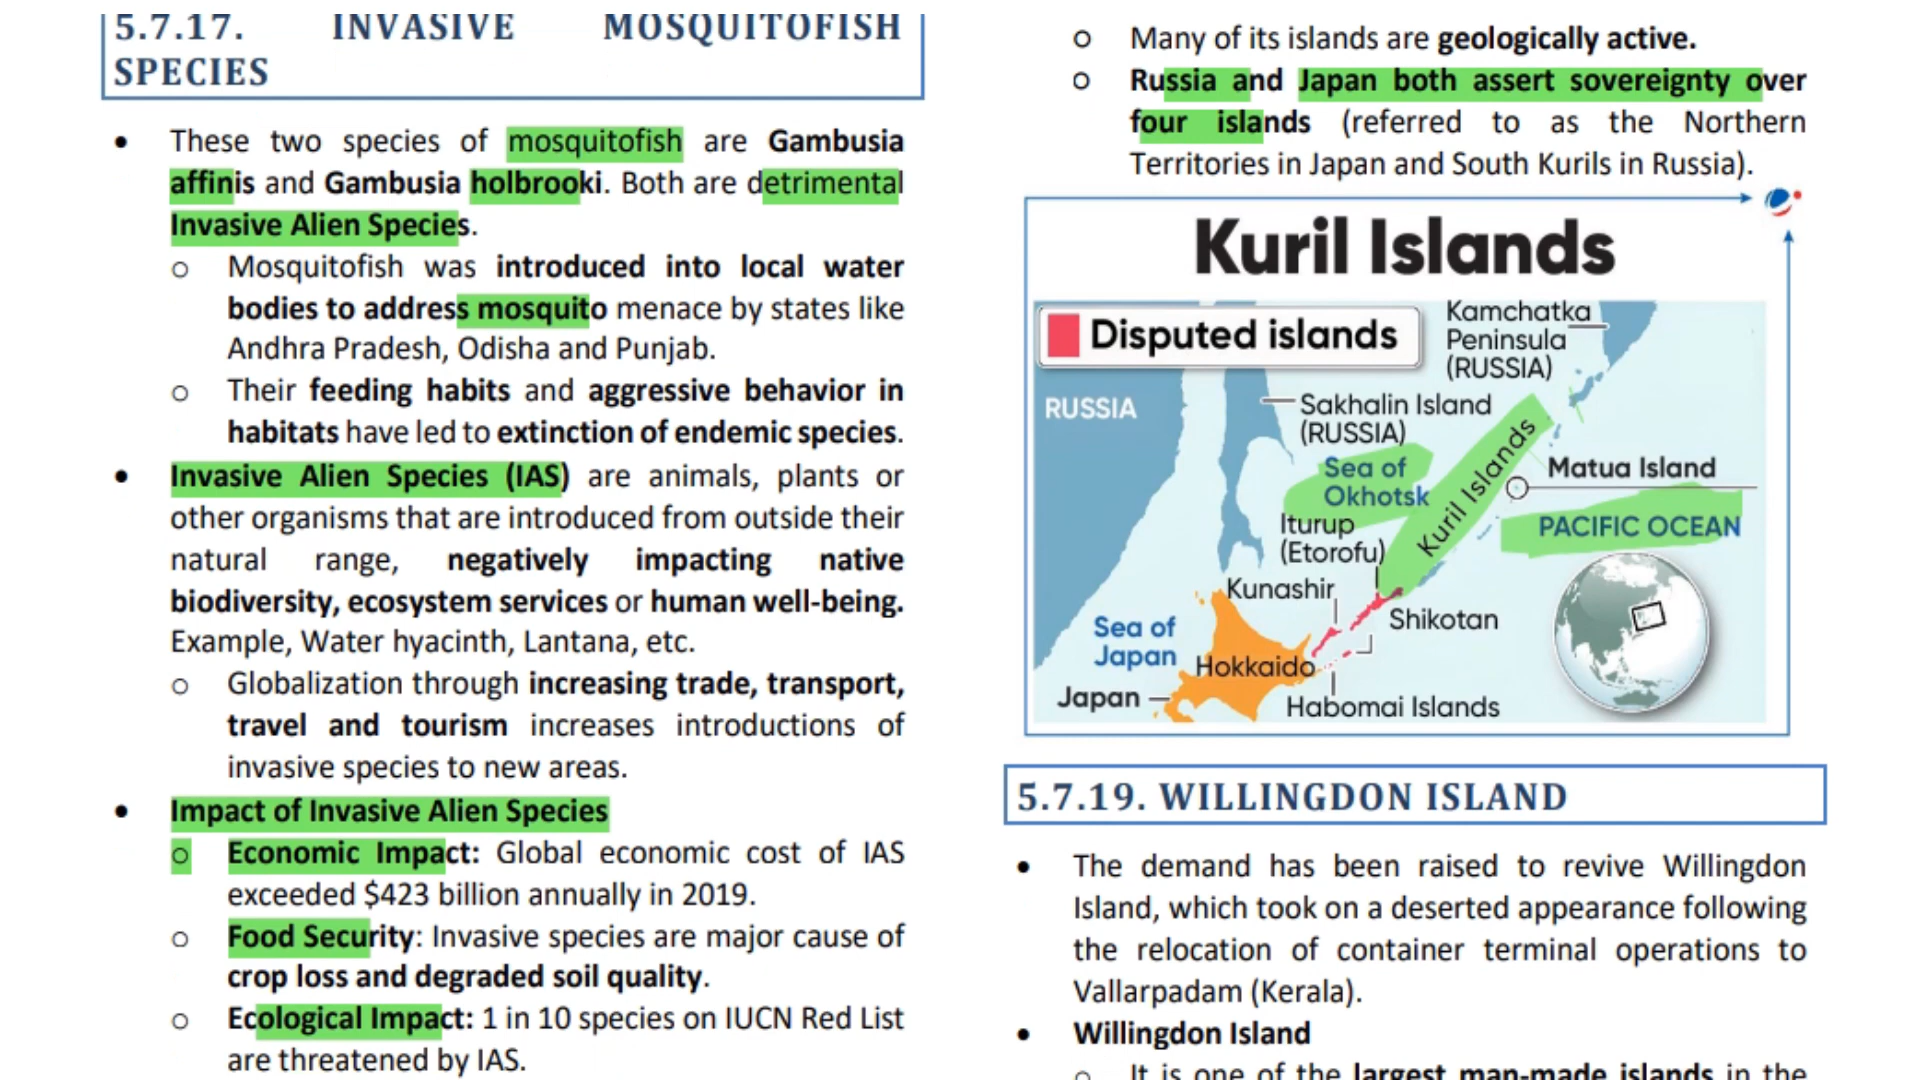 5.7.17. INVASIVE MOSQUITOFISH
SPECIES
• These two species of mosquitofish are Gambusia
affinis and Gambusia holbrooki. Both are detrimental
Invasive Alien Species.
o Mosquitofish was introduced into local water
bodies to address mosquito menace by states like
Andhra Pradesh, Odisha and Punjab.
o Their feeding habits and aggressive behavior in
habitats have led to extinction of endemic species.
• Invasive Alien Species (IAS) are animals, plants or
other organisms that are introduced from outside their
natural range, negatively impacting native
biodiversity, ecosystem services or human well-being.
Example, Water hyacinth, Lantana, etc.
o Globalization through increasing trade, transport,
travel and tourism increases introductions of
invasive species to new areas.
• Impact of Invasive Alien Species
o Economic Impact: Global economic cost of IAS
exceeded $423 billion annually in 2019.
o Food Security: Invasive species are major cause of
crop loss and degraded soil quality.
o Ecological Impact: 1 in 10 species on IUCN Red List
are threatened by IAS.
o Many of its islands are geologically active.
o Russia and Japan both assert sovereignty over
four islands (referred to as the Northern
Territories in Japan and South Kurils in Russia).
Kuril Islands
Disputed islands
Kamchatka
Peninsula
(RUSSIA)
RUSSIA
Sakhalin Island
(RUSSIA)
Sea of
Okhotsk
Kuril Islands
Matua Island
PACIFIC OCEAN
Iturup
(Etorofu)
Kunashir
Shikotan
Sea of
Japan
Hokkaido
Japan
Habomai Islands
5.7.19. WILLINGDON ISLAND
• The demand has been raised to revive Willingdon
Island, which took on a deserted appearance following
the relocation of container terminal operations to
Vallarpadam (Kerala).
• Willingdon Island
o It is one of the largest man-made islands in the